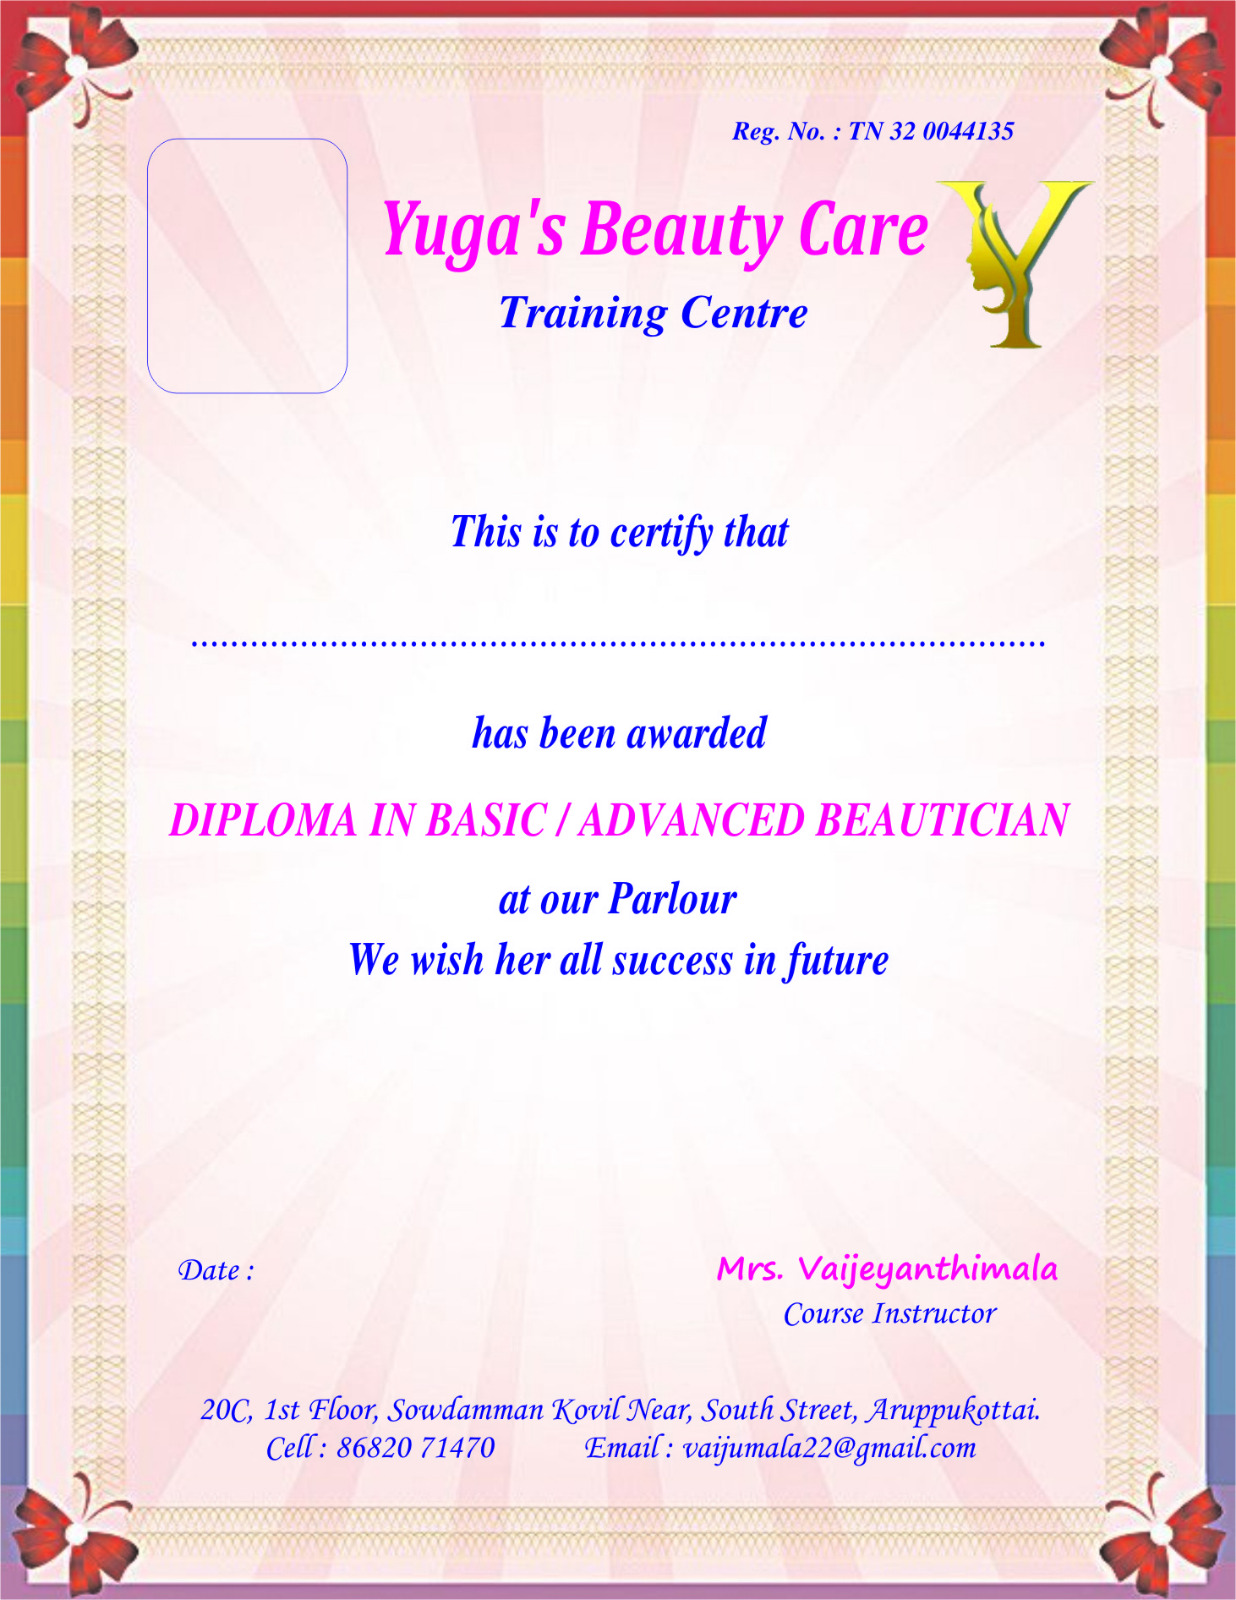 Reg. No. : TN 32 0044135
Yuga's Beauty Care
Training Centre
Y
This is to certify that
......................................................................................
has been awarded
DIPLOMA IN BASIC / ADVANCED BEAUTICIAN
at our Parlour
We wish her all success in future
Date :
Mrs. Vaijeyanthimala
Course Instructor
20C, 1st Floor, Sowdamman Kovil Near, South Street, Aruppukottai.
Cell : 86820 71470 Email : vaijumala22@gmail.com